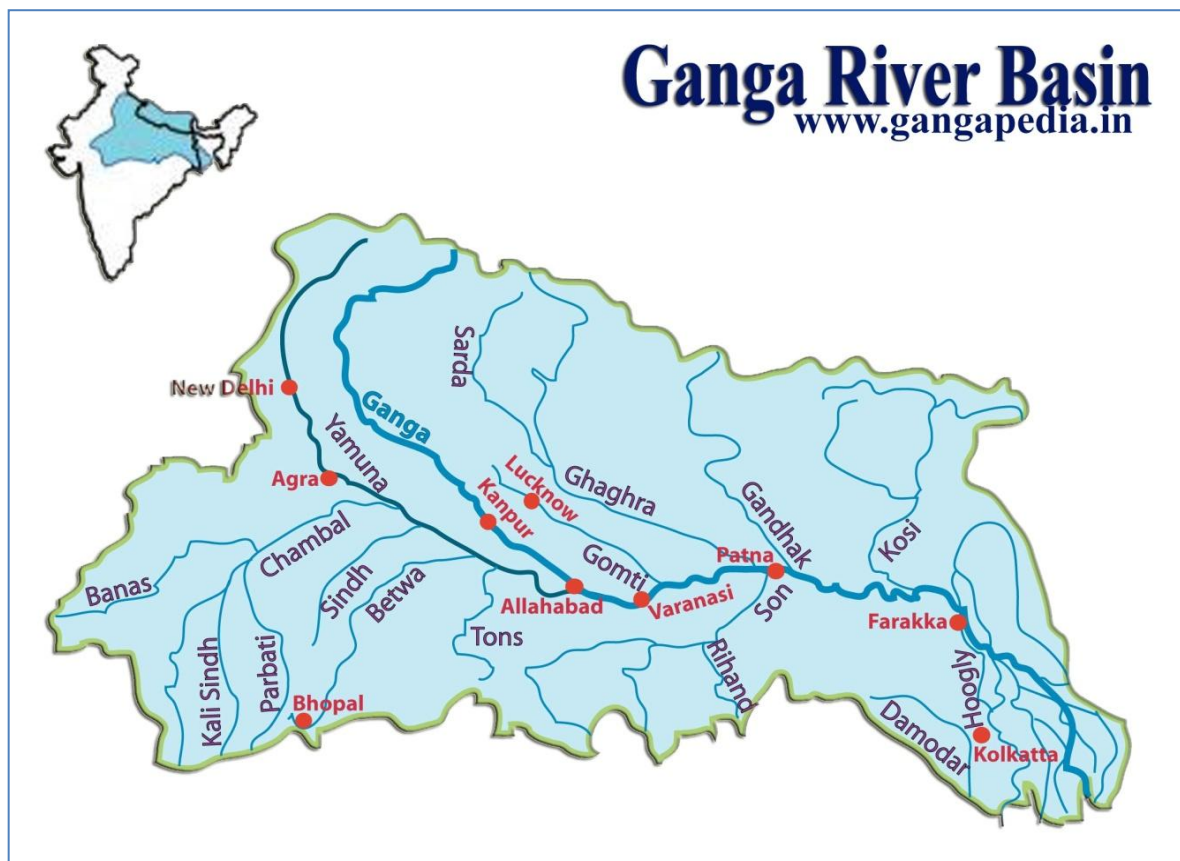 Ganga River Basin
www.gangapedia.in
Sarda
New Delhi
Ganga
Yamuna
Agra
Lucknow
Kanpur
Ghaghra
Gandhak
Chambal
Kosi
Banas
Sindh
Betwa
Gomti
Patna
Allahabad
Varanasi
Son
Farakka
Tons
Kali Sindh
Parbati
Rihand
Hoogly
Bhopal
Damodar
Kolkatta